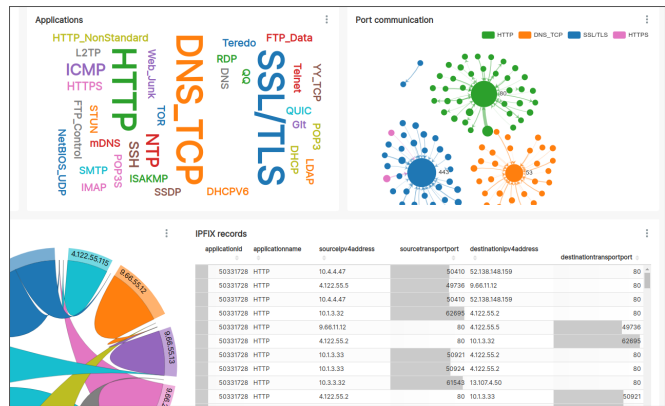 Applications
HTTP_NonStandard
L2TP
ICMP
HTTPS
FTP_Control
STUN
NetBIOS_UDP
mDNS
SMTP
IMAP
POP3S
HTTP
SSH
ISAKMP
Web_Junk
TOR
NTP
SSDP
DNS_TCP
DHCPV6
Teredo
RDP
DNS
QQ
SSL/TLS
FTP_Data
Telnet
YY_TCP
QUIC
Git
POP3
DHCP
LDAP
Port communication
HTTP DNS_TCP SSL/TLS HTTPS
80
443
53
4.122.55.115
9.66.55.12
9.66.55.13
IPFIX records
applicationid applicationname sourceipv4address sourcetransportport destinationipv4address destinationtransportport
50331728 HTTP 10.4.4.47 50410 52.138.148.159 80
50331728 HTTP 4.122.55.5 49736 9.66.11.12 80
50331728 HTTP 10.4.4.47 50410 52.138.148.159 80
50331728 HTTP 10.1.3.32 62695 4.122.55.2 80
50331728 HTTP 9.66.11.12 80 4.122.55.5 49736
50331728 HTTP 4.122.55.2 80 10.1.3.32 62695
50331728 HTTP 10.1.3.33 50921 4.122.55.2 80
50331728 HTTP 10.1.3.33 50924 4.122.55.2 80
50331728 HTTP 10.3.3.32 61543 13.107.4.50 80
50331728 HTTP 4.122.55.2 80 10.1.3.33 50921